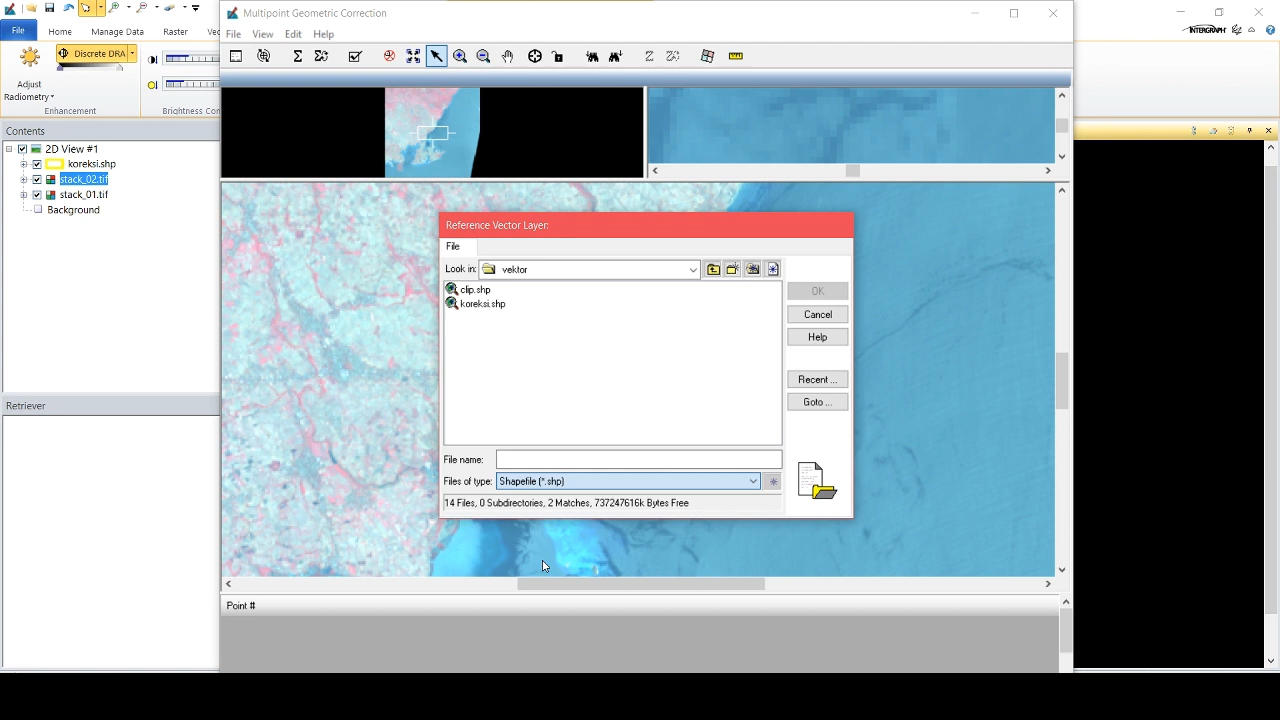 Multipoint Geometric Correction
File View Edit Help
File Home Manage Data Raster Vec
INTERGRAPH
Discrete DRA
Adjust
Radiometry
Enhancement
Brightness Con
Contents
2D View #1
koreksi.shp
stack_02.tif
stack_01.tif
Background
Retriever
Reference Vector Layer:
File
Look in: vektor
clip.shp
koreksi.shp
OK
Cancel
Help
Recent ...
Goto ...
File name:
Files of type: Shapefile (*.shp)
14 Files, 0 Subdirectories, 2 Matches, 737247616k Bytes Free
Point #